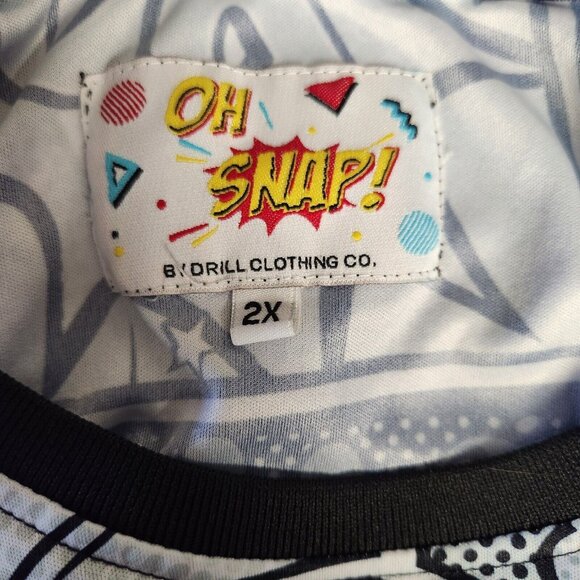 OH
SNAP!
BY DRILL CLOTHING CO.
2X